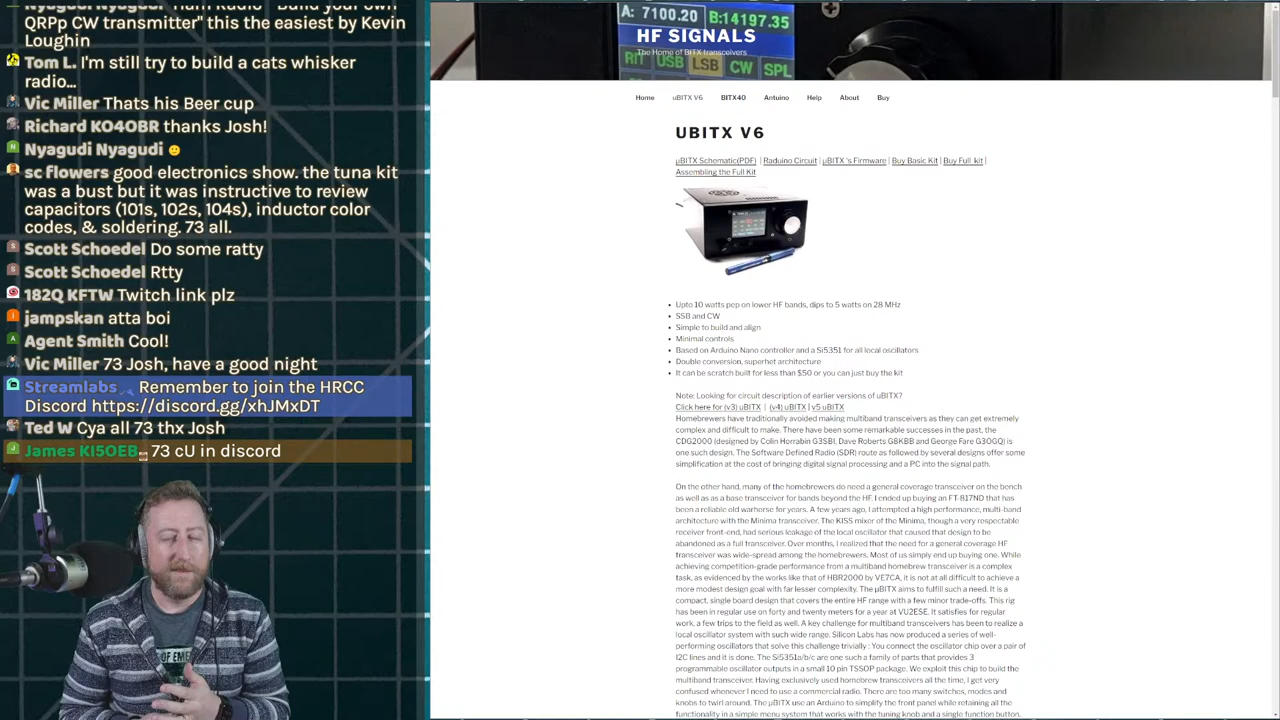 QRPp CW transmitter" this the easiest by Kevin
Loughin
Tom L. I'm still try to build a cats whisker
radio...
Vic Miller Thats his Beer cup
Richard KO4OBR thanks Josh!
Nyagudi Nyagudi
sc flowers good electronics show. the tuna kit
was a bust but it was instructive to review
capacitors (101s, 102s, 104s), inductor color
codes, & soldering. 73 all.
Scott Schoedel Do some ratty
Scott Schoedel Rtty
182Q KFTW Twitch link plz
jampskan atta boi
Agent Smith Cool!
Vic Miller 73 Josh, have a good night
Streamlabs Remember to join the HRCC
Discord https://discord.gg/xhJMxDT
Ted U Cya all 7,3 thx Josh
James KI5OEB 73 cU in discord
A: 7100.20 B:14197.35
HF SIGNALS
The Home of BITX transceivers
RIT USB LSB CW SPL
Home uBITX V6 BITX40 Antuino Help About Buy
UBITX V6
µBITX Schematic(PDF) | Raduino Circuit | µBITX 's Firmware | Buy Basic Kit | Buy Full kit |
Assembling the Full Kit
Upto 10 watts pep on lower HF bands, dips to 5 watts on 28 MHz
SSB and CW
Simple to build and align
Minimal controls
Based on Arduino Nano controller and a Si5351 for all local oscillators
Double conversion, superhet architecture
It can be scratch built for less than $50 or you can just buy the kit
Note: Looking for circuit description of earlier versions of uBITX?
Click here for (v3) uBITX | (v4) uBITX | v5 uBITX
Homebrewers have traditionally avoided making multiband transceivers as they can get extremely
complex and difficult to make. There have been some remarkable successes in the past, the
CDG2000 (designed by Colin Horrabin G3SBI, Dave Roberts G8KBB and George Fare G3OGQ) is
one such design. The Software Defined Radio (SDR) route as followed by several designs offer some
simplification at the cost of bringing digital signal processing and a PC into the signal path.
On the other hand, many of the homebrewers do need a general coverage transceiver on the bench
as well as as a base transceiver for bands beyond the HF. I ended up buying an FT-817ND that has
been a reliable old warhorse for years. A few years ago, I attempted a high performance, multi-band
architecture with the Minima transceiver. The KISS mixer of the Minima, though a very respectable
receiver front-end, had serious leakage of the local oscillator that caused that design to be
abandoned as a full transceiver. Over months, I realized that the need for a general coverage HF
transceiver was wide-spread among the homebrewers. Most of us simply end up buying one. While
achieving competition-grade performance from a multiband homebrew transceiver is a complex
task, as evidenced by the works like that of HBR2000 by VE7CA, it is not at all difficult to achieve a
more modest design goal with far lesser complexity. The µBITX aims to fulfill such a need. It is a
compact, single board design that covers the entire HF range with a few minor trade-offs. This rig
has been in regular use on forty and twenty meters for a year at VU2ESE. It satisfies for regular
work, a few trips to the field as well. A key challenge for multiband transceivers has been to realize a
local oscillator system with such wide range. Silicon Labs has now produced a series of well-
performing oscillators that solve this challenge trivially : You connect the oscillator chip over a pair of
I2C lines and it is done. The Si5351a/b/c are one such a family of parts that provides 3
programmable oscillator outputs in a small 10 pin TSSOP package. We exploit this chip to build the
multiband transceiver. Having exclusively used homebrew transceivers all the time, I get very
confused whenever I need to use a commercial radio. There are too many switches, modes and
knobs to twirl around. The µBITX use an Arduino to simplify the front panel while retaining all the
functionality in a simple menu system that works with the tuning knob and a single function button.